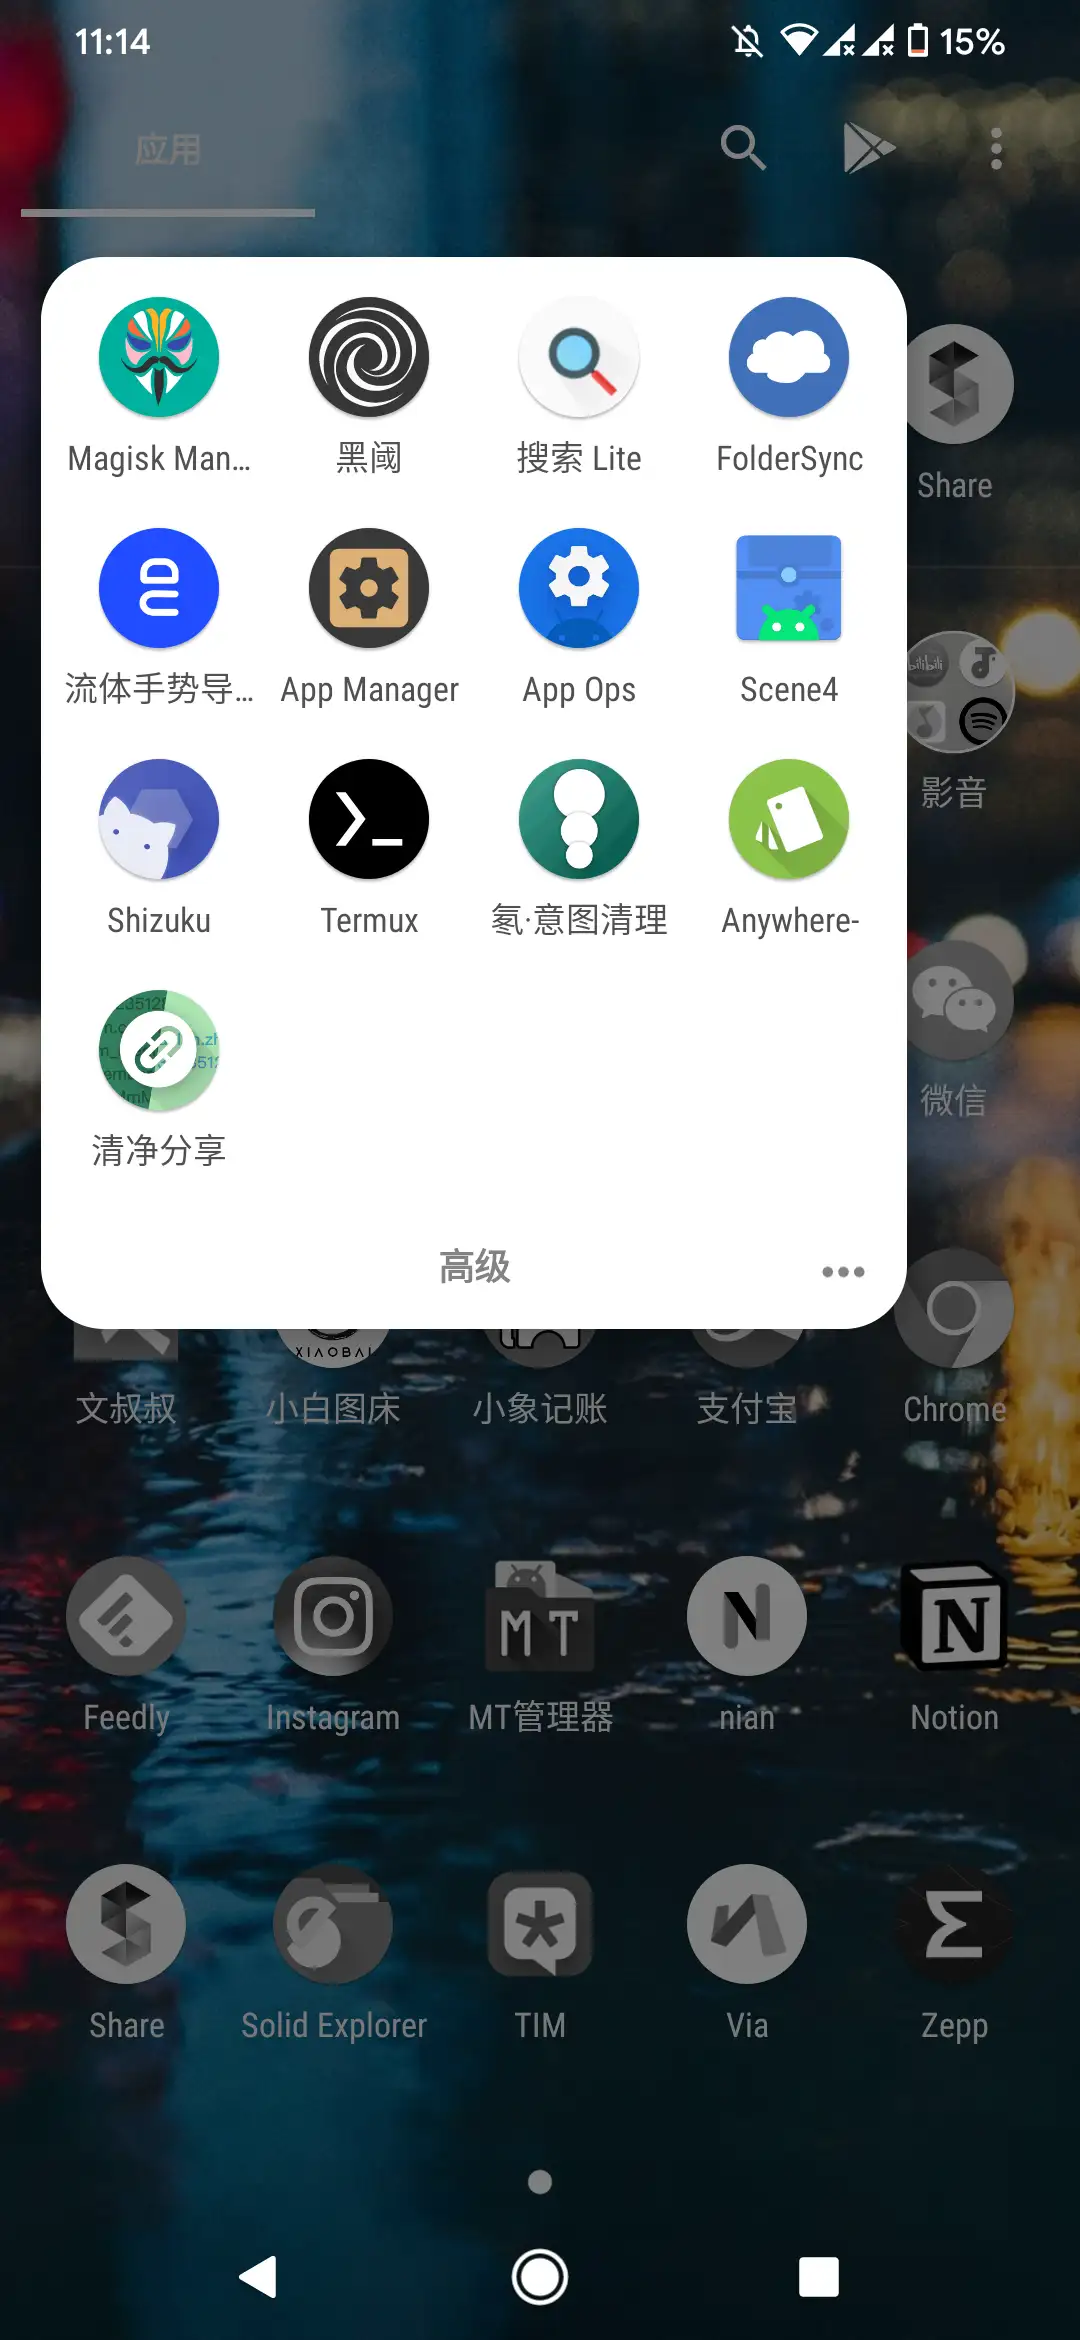 11:14
15%
应用
Magisk Man...
黑阈
搜索 Lite
FolderSync
Share
流体手势导...
App Manager
App Ops
Scene4
影音
Shizuku
Termux
氡·意图清理
Anywhere-
微信
清净分享
高级
XIAOBAI
文叔叔
小白图床
小象记账
支付宝
Chrome
MT
Feedly
Instagram
MT管理器
nian
Notion
Share
Solid Explorer
TIM
Via
Zepp